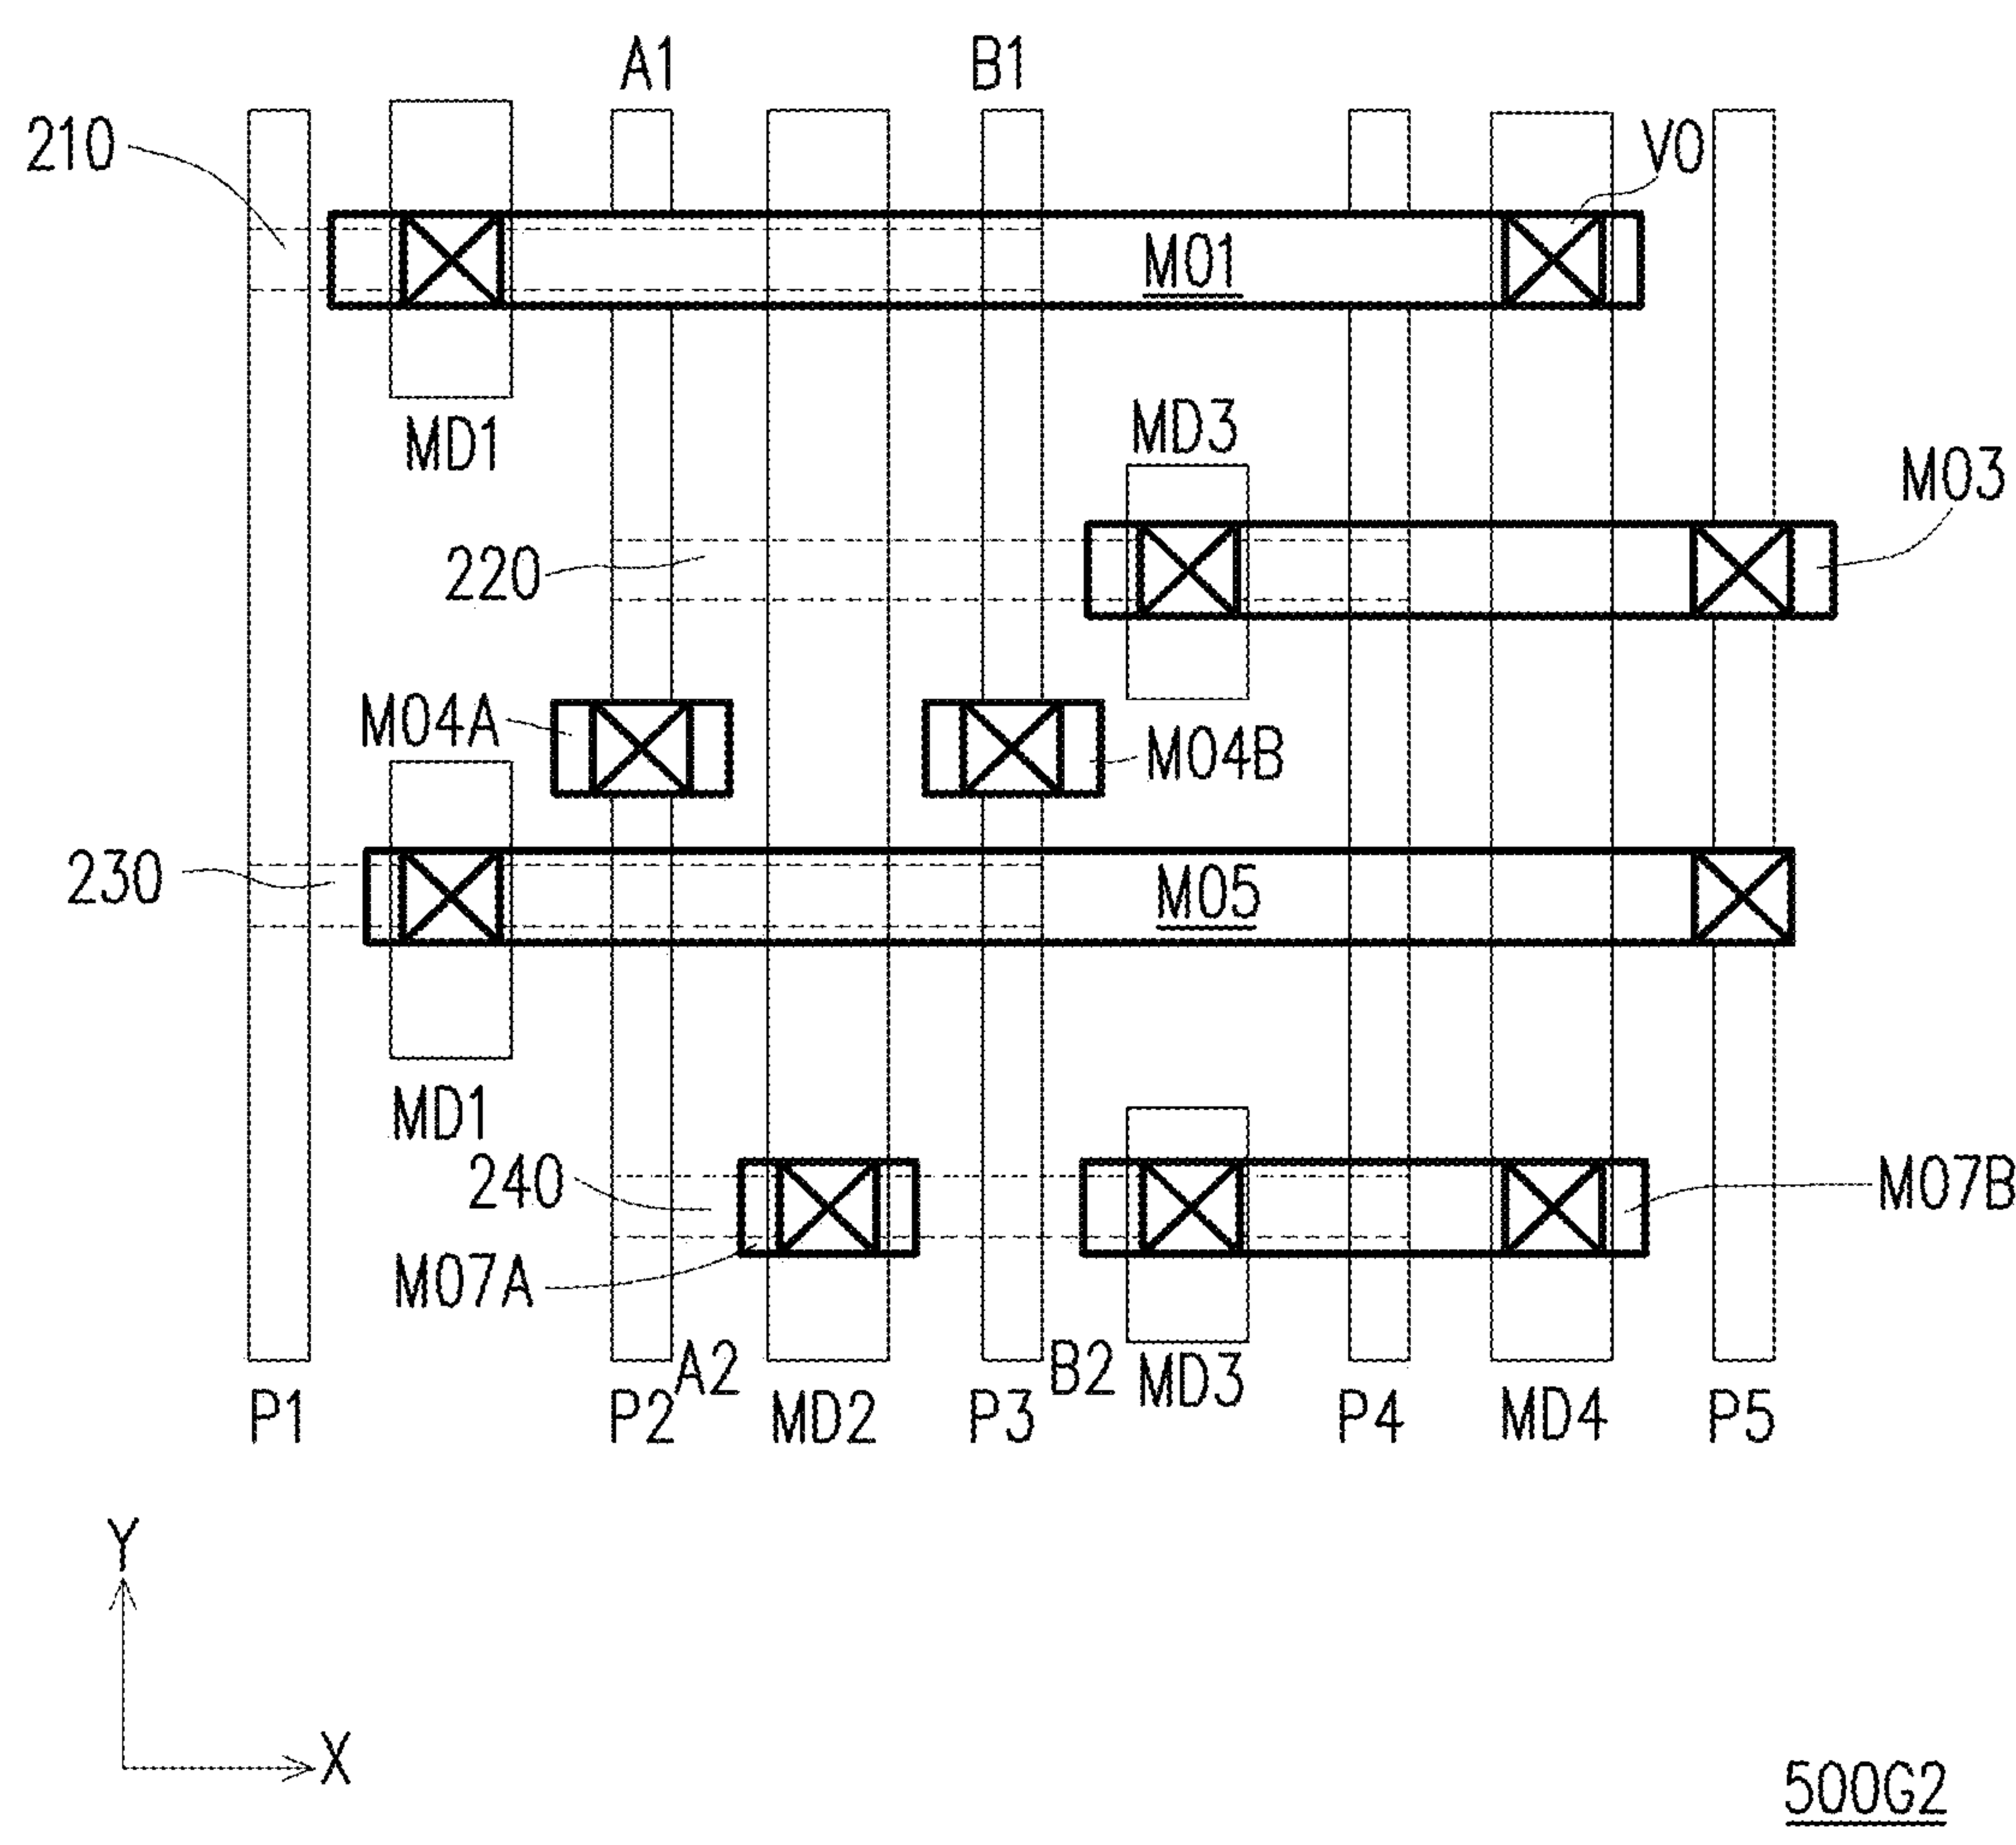 A1 B1
210
V0
M01
MD1
MD3
M03
220
M04A
M04B
230
M05
MD1
240
M07B
M07A
A2 B2 MD3
P1 P2 MD2 P3 P4 MD4 P5
Y
X
500G2